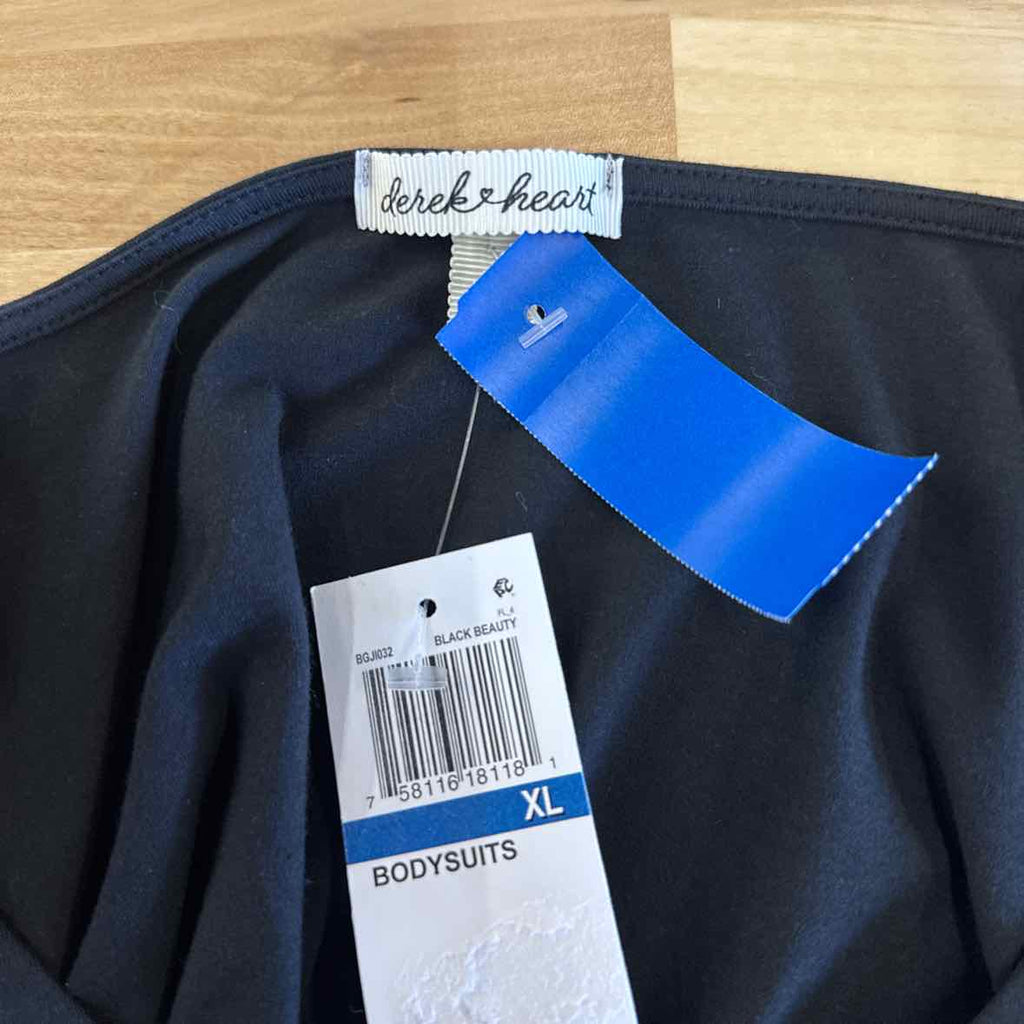 derek heart
BLACK BEAUTY
BGJI032
7 58116 18118 1
XL
BODYSUITS